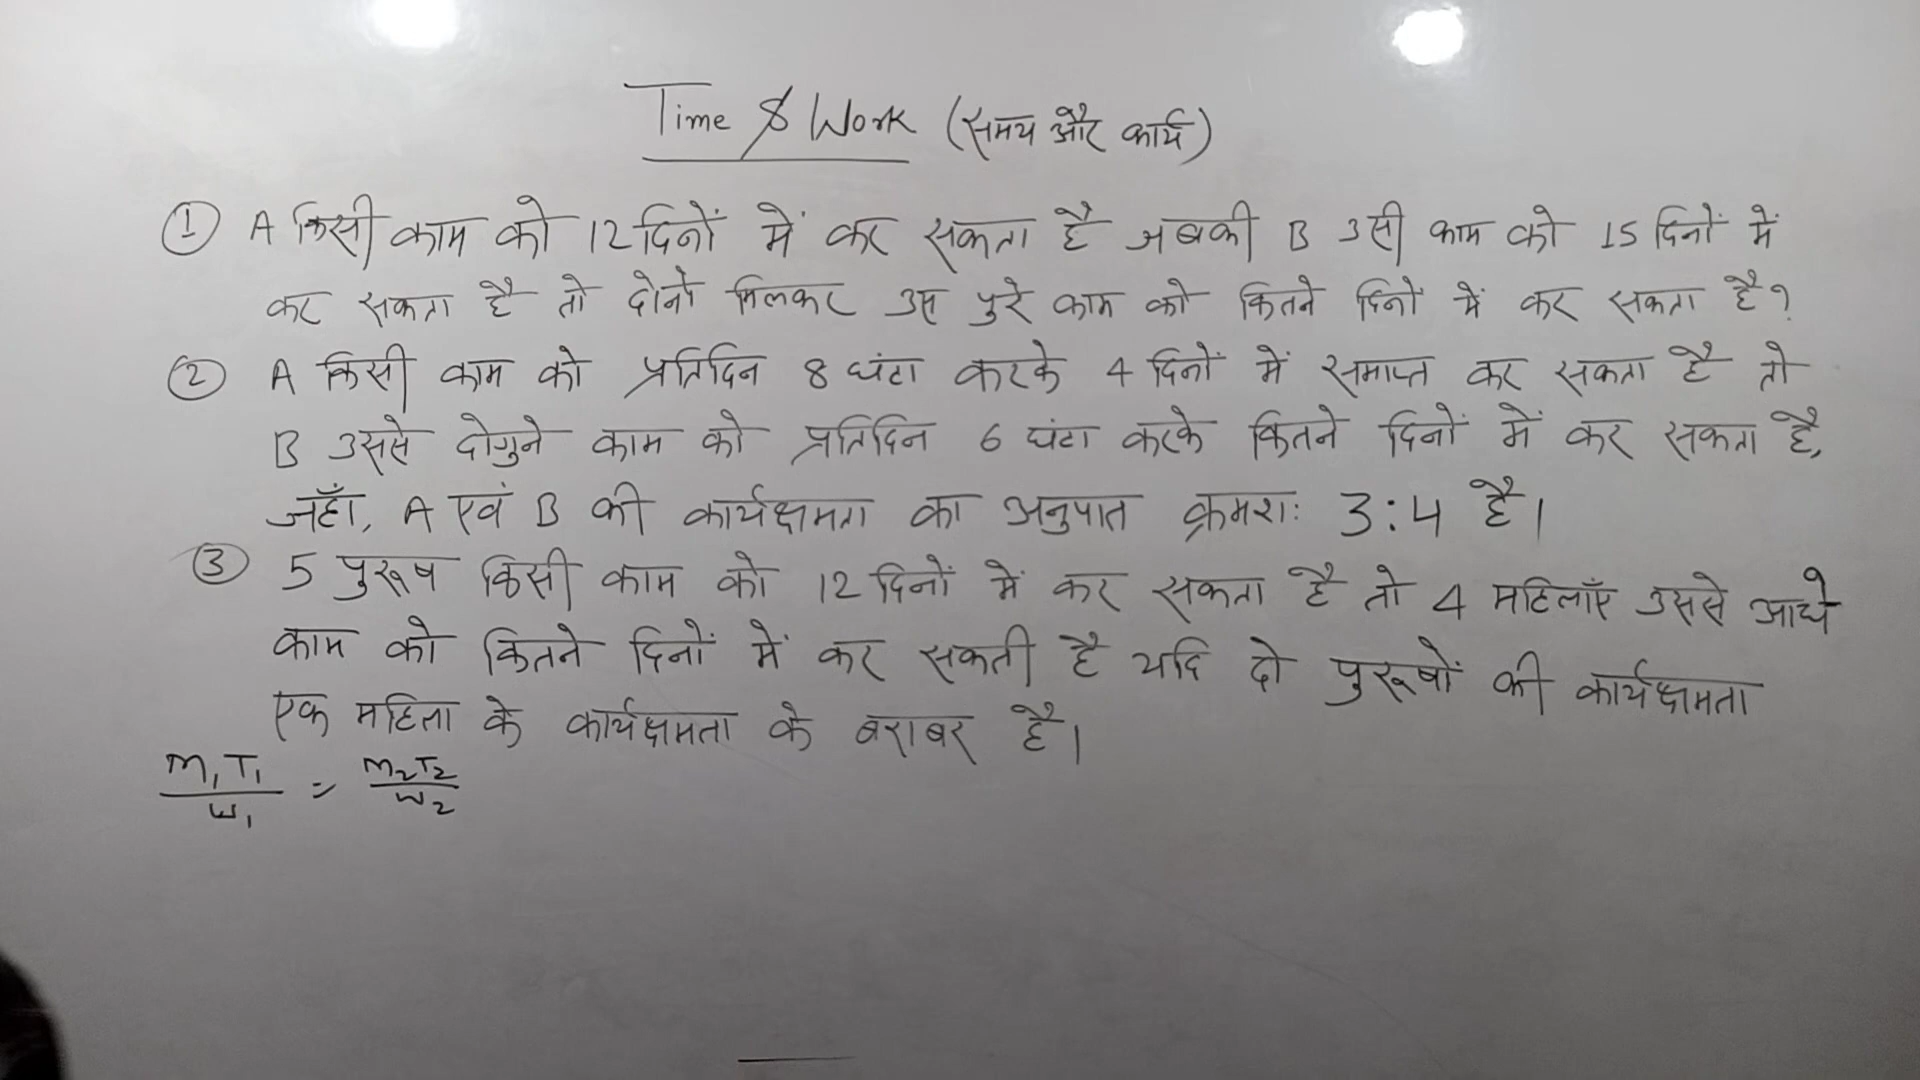 Time & Work (समय और कार्य)
① A किसी काम को 12 दिनों में कर सकता है जबकी B उसी काम को 15 दिनों में
कर सकता है तो दोनों मिलकर उस पुरे काम को कितने दिनों में कर सकता है?
② A किसी काम को प्रतिदिन 8 घंटा करके 4 दिनों में समाप्त कर सकता है तो
B उससे दोगुने काम को प्रतिदिन 6 घंटा करके कितने दिनों में कर सकता है,
जहाँ, A एवं B की कार्यक्षमता का अनुपात क्रमशः 3:4 है।
③ 5 पुरूष किसी काम को 12 दिनों में कर सकता है तो 4 महिलाएँ उससे आधे
काम को कितने दिनों में कर सकती है यदि दो पुरूषों की कार्यक्षमता
एक महिला के कार्यक्षमता के बराबर है।
M₁T₁/W₁ = M₂T₂/W₂